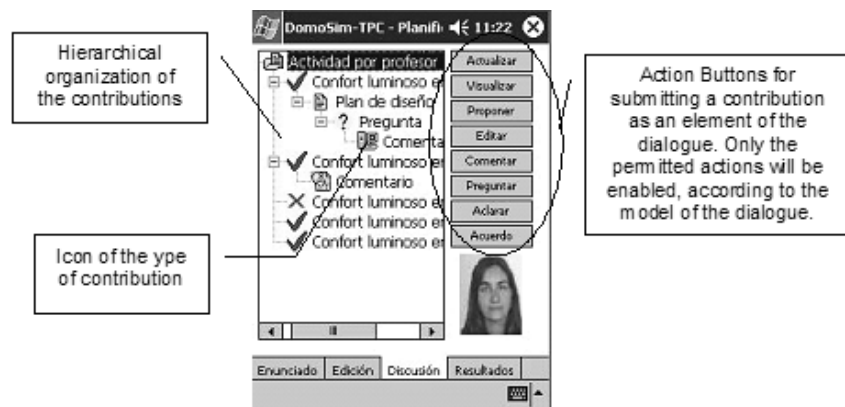 DomoSim-TPC - Planifi 11:22
Hierarchical
organization of
the contributions
Actividad por profesor
Confort luminoso en
Plan de diseño
Pregunta
Comenta
Confort luminoso en
Comentario
Confort luminoso en
Confort luminoso en
Confort luminoso en
Actualizar
Visualizar
Proponer
Editar
Comentar
Preguntar
Aclarar
Acuerdo
Action Buttons for
submitting a contribution
as an element of the
dialogue. Only the
permitted actions will be
enabled, according to the
model of the dialogue.
Icon of the ype
of contribution
Enunciado Edición Discusión Resultados